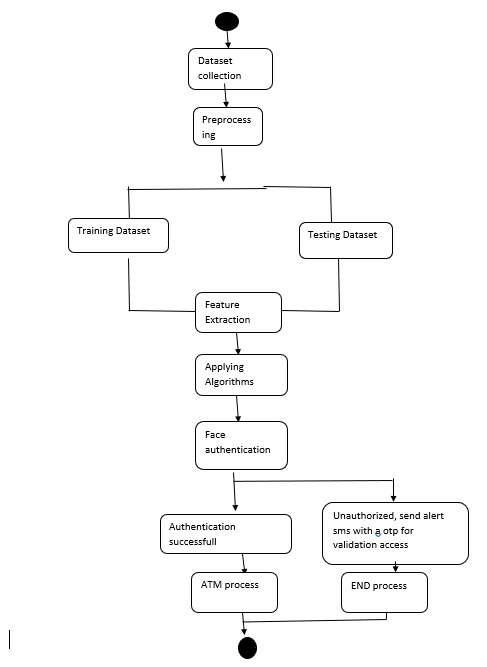 Dataset
collection
Preprocess
ing
Training Dataset
Testing Dataset
Feature
Extraction
Applying
Algorithms
Face
authentication
Authentication
successfull
Unauthorized, send alert
sms with a otp for
validation access
ATM process
END process